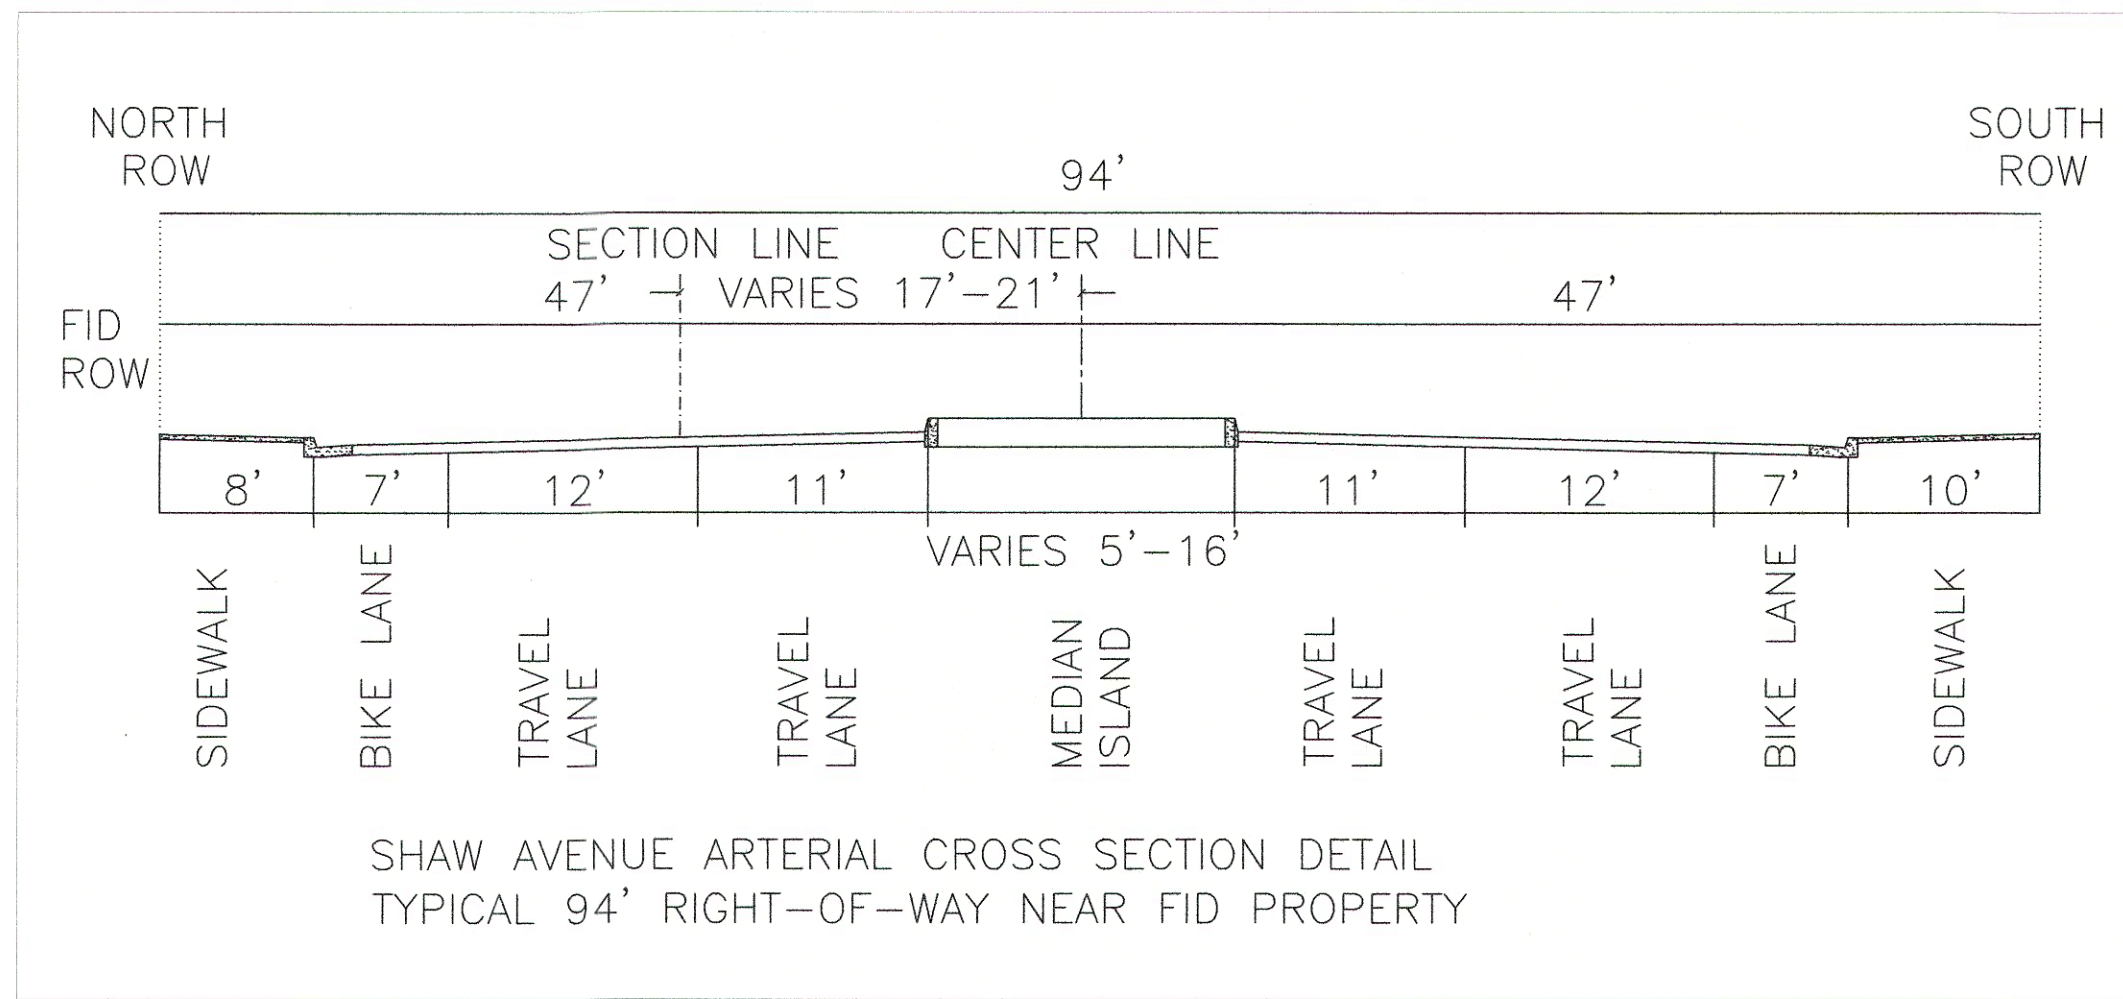 NORTH
ROW
SOUTH
ROW
94'
SECTION LINE CENTER LINE
47' VARIES 17'-21' 47'
FID
ROW
8' 7' 12' 11' 11' 12' 7' 10'
VARIES 5'-16'
SIDEWALK
BIKE LANE
TRAVEL
LANE
TRAVEL
LANE
MEDIAN
ISLAND
TRAVEL
LANE
TRAVEL
LANE
BIKE LANE
SIDEWALK
SHAW AVENUE ARTERIAL CROSS SECTION DETAIL
TYPICAL 94' RIGHT-OF-WAY NEAR FID PROPERTY